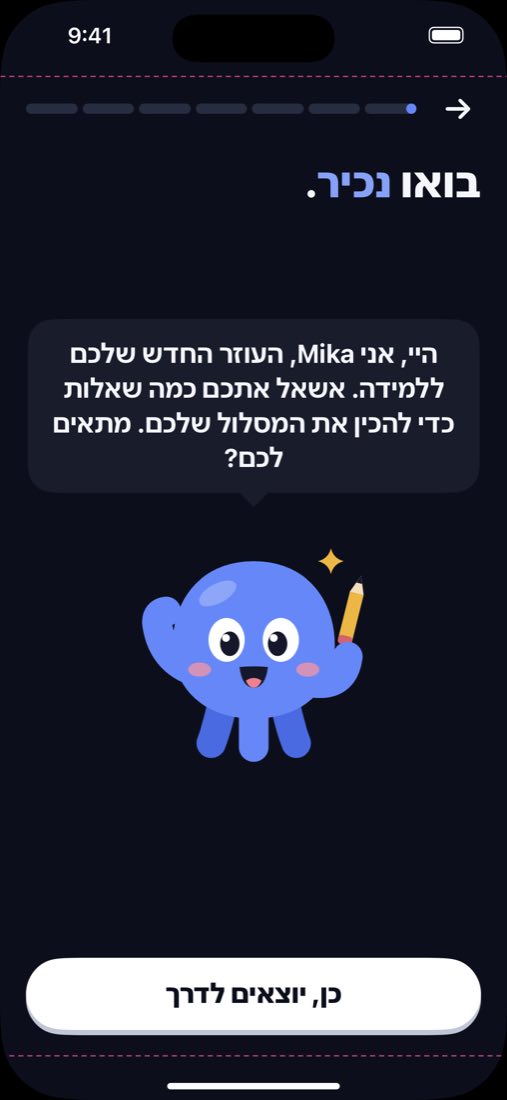 9:41
בואו נכיר.
היי, אני Mika, העוזר החדש שלכם
ללמידה. אשאל אתכם כמה שאלות
כדי להכין את המסלול שלכם. מתאים
לכם?
כן, יוצאים לדרך